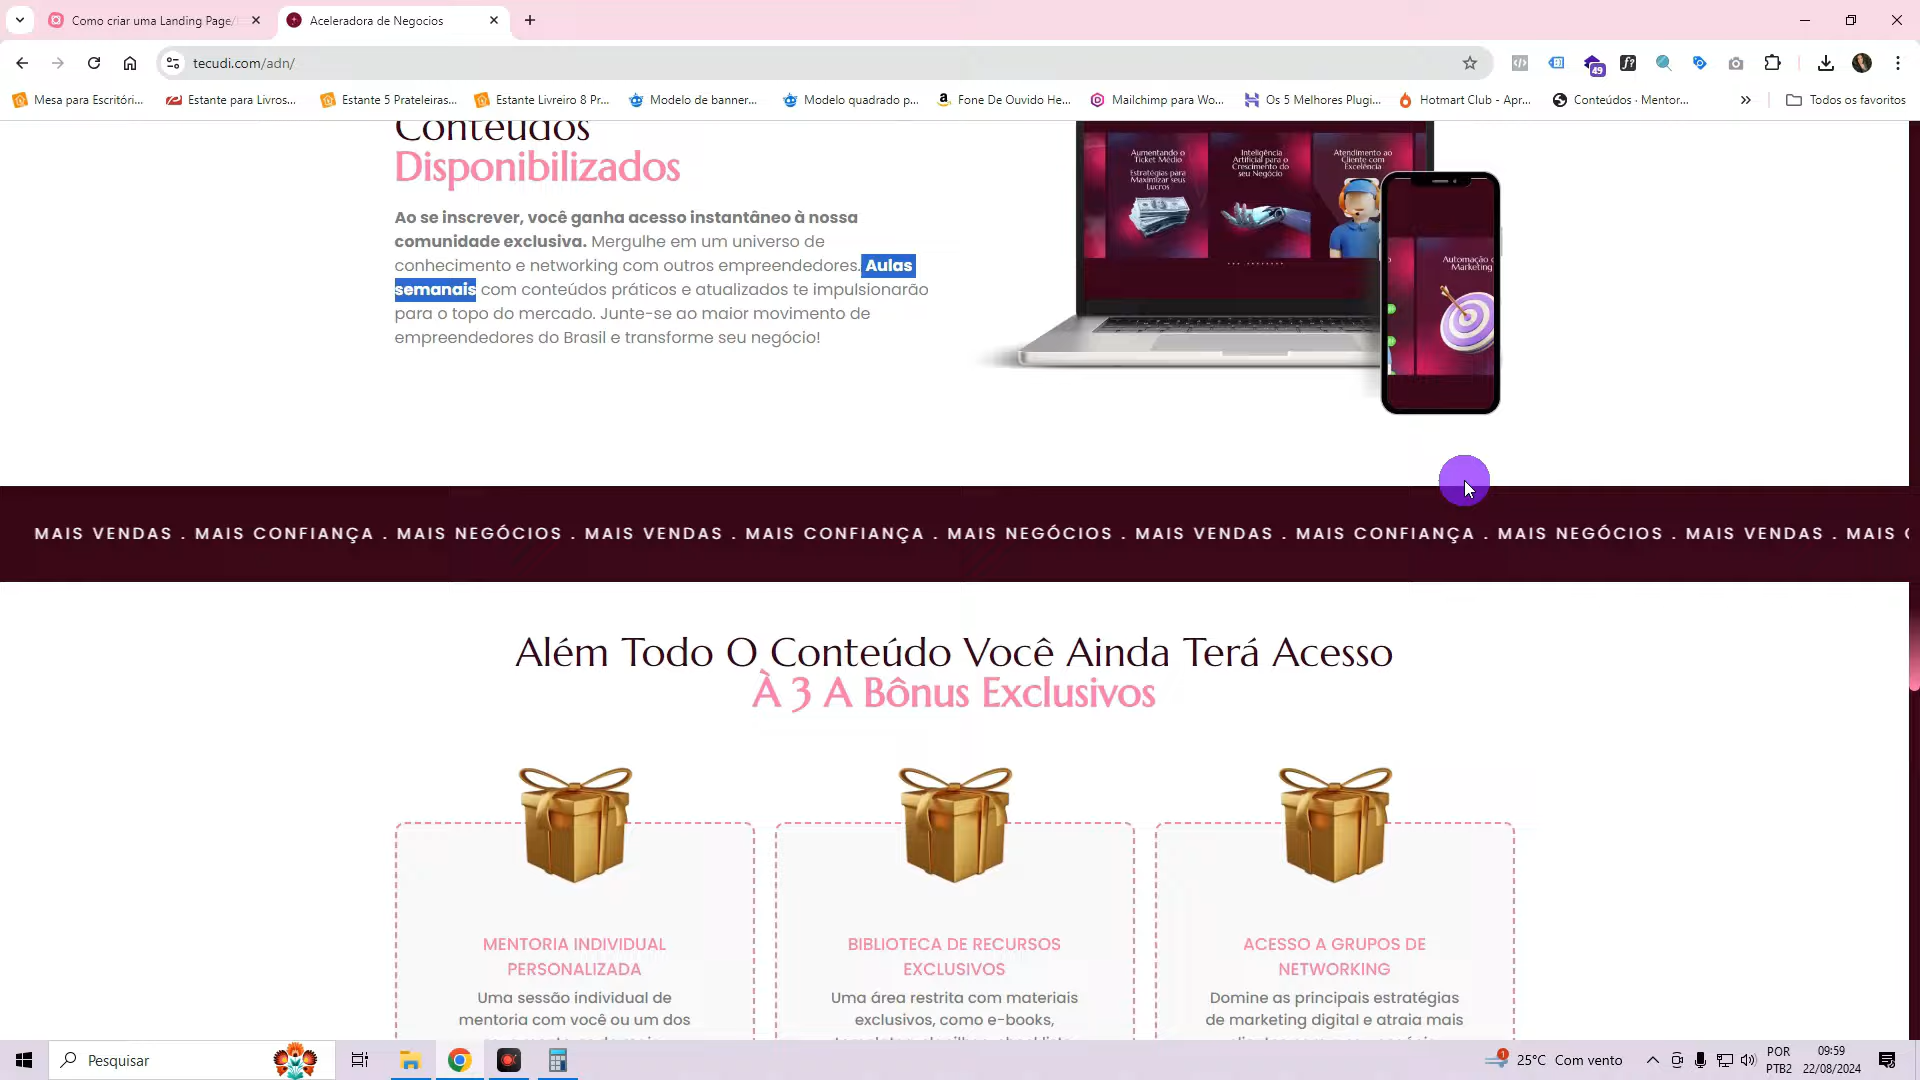 Como criar uma Landing Page/
Aceleradora de Negocios
tecudi.com/adn/
49
f?
Mesa para Escritóri...
Estante para Livros...
Estante 5 Prateleiras...
Estante Livreiro 8 Pr...
Modelo de banner...
Modelo quadrado p...
Fone De Ouvido He...
Mailchimp para Wo...
Os 5 Melhores Plugi...
Hotmart Club - Apr...
Conteúdos · Mentor...
Todos os favoritos
Conteúdos
Disponibilizados
Ao se inscrever, você ganha acesso instantâneo à nossa
comunidade exclusiva. Mergulhe em um universo de
conhecimento e networking com outros empreendedores. Aulas
semanais com conteúdos práticos e atualizados te impulsionarão
para o topo do mercado. Junte-se ao maior movimento de
empreendedores do Brasil e transforme seu negócio!
Aumentando o
Ticket Médio
Estratégias para
Maximizar seus
Lucros
Inteligência
Artificial para o
Crescimento do
seu Negócio
Atendimento ao
Cliente com
Excelência
Automação
Marketing
MAIS VENDAS . MAIS CONFIANÇA . MAIS NEGÓCIOS . MAIS VENDAS . MAIS CONFIANÇA . MAIS NEGÓCIOS . MAIS VENDAS . MAIS CONFIANÇA . MAIS NEGÓCIOS . MAIS VENDAS . MAIS
Além Todo O Conteúdo Você Ainda Terá Acesso
À 3 A Bônus Exclusivos
MENTORIA INDIVIDUAL
PERSONALIZADA
Uma sessão individual de
mentoria com você ou um dos
BIBLIOTECA DE RECURSOS
EXCLUSIVOS
Uma área restrita com materiais
exclusivos, como e-books,
ACESSO A GRUPOS DE
NETWORKING
Domine as principais estratégias
de marketing digital e atraia mais
Pesquisar
1
25°C Com vento
POR
PTB2
09:59
22/08/2024